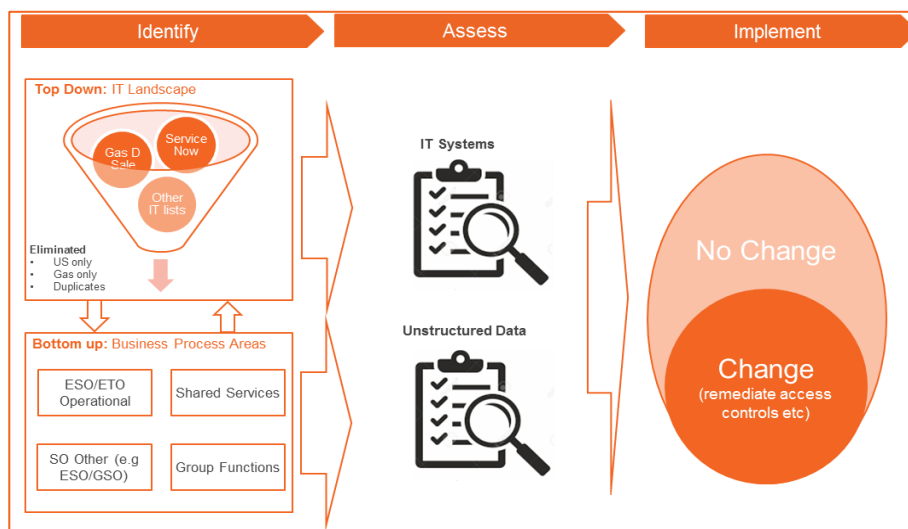 Identify
Assess
Implement
Top Down: IT Landscape
Gas D
Sale
Service
Now
Other
IT lists
Eliminated
• US only
• Gas only
• Duplicates
Bottom up: Business Process Areas
ESO/ETO
Operational
Shared Services
SO Other (e.g
ESO/GSO)
Group Functions
IT Systems
Unstructured Data
No Change
Change
(remediate access
controls etc)